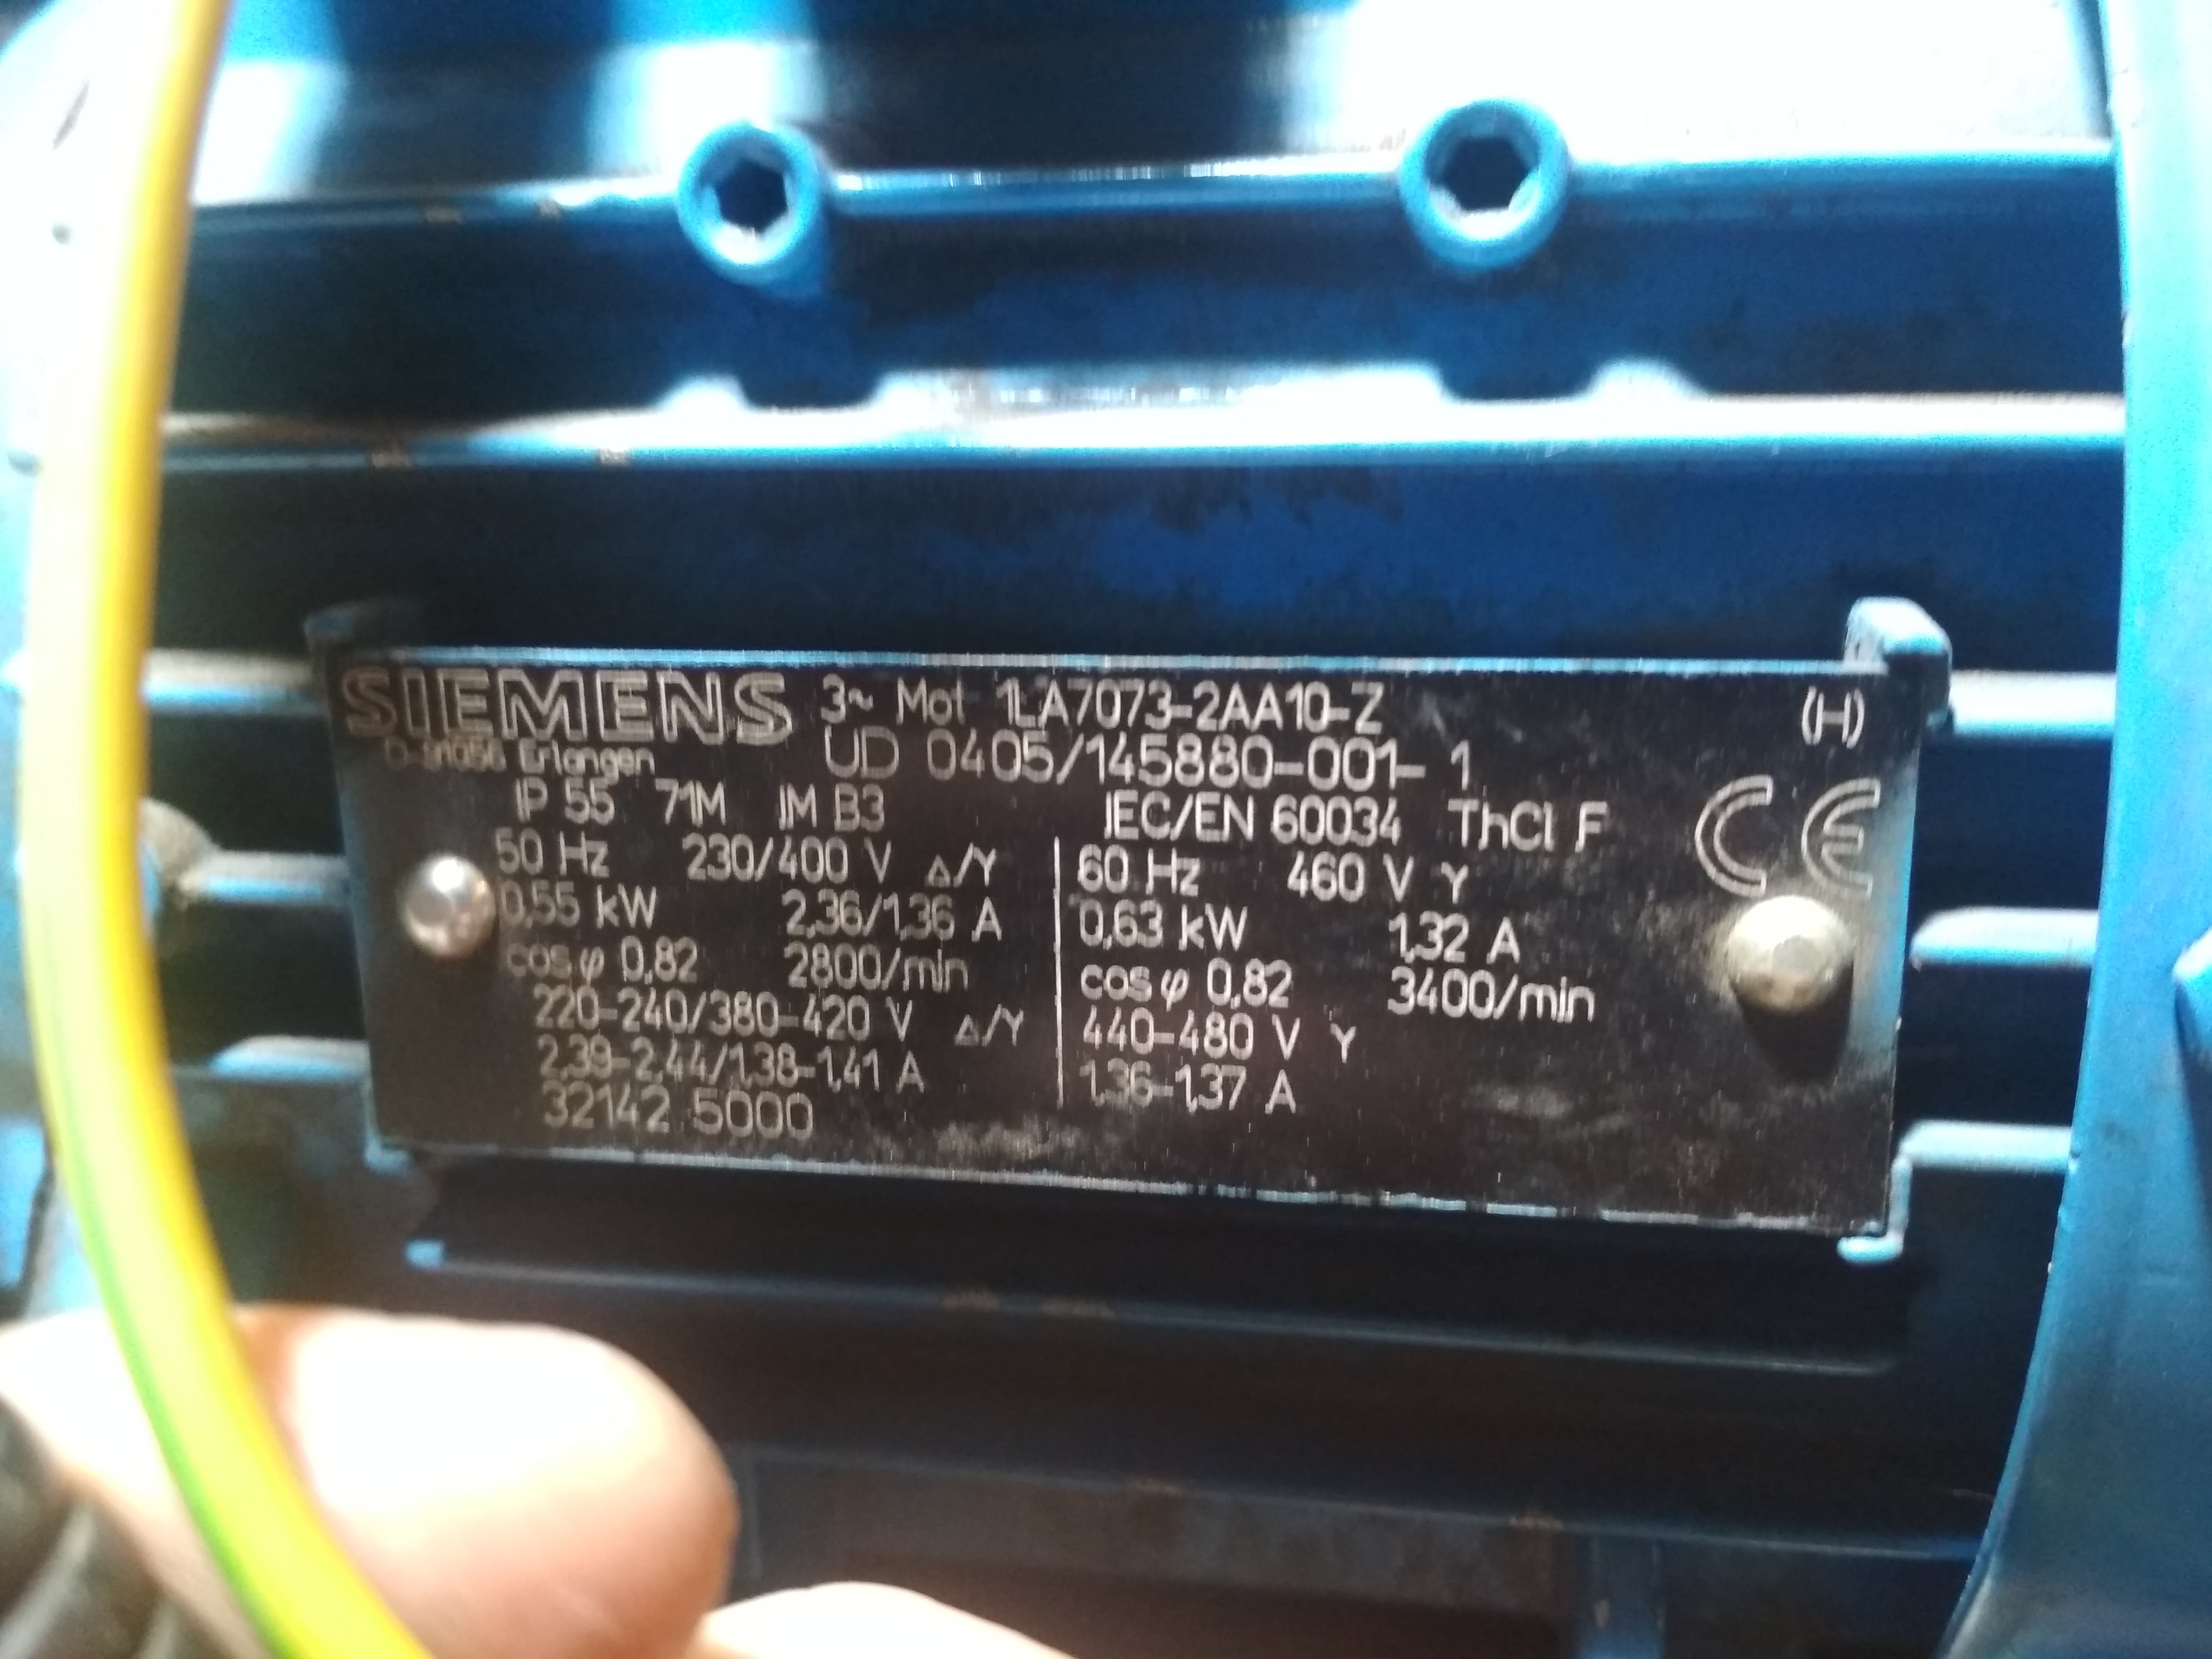 SIEMENS 3~ Mot 1LA7073-2AA10-Z (H)
D-91056 Erlangen UD 0405/145880-001- 1
IP 55 71M IM B3 IEC/EN 60034 ThCl F CE
50 Hz 230/400 V Δ/Y 60 Hz 460 V Y
0,55 kW 2,36/1,36 A 0,63 kW 1,32 A
cos φ 0,82 2800/min cos φ 0,82 3400/min
220-240/380-420 V Δ/Y 440-480 V Y
2,39-2,44/1,38-1,41 A 1,36-1,37 A
32142 5000